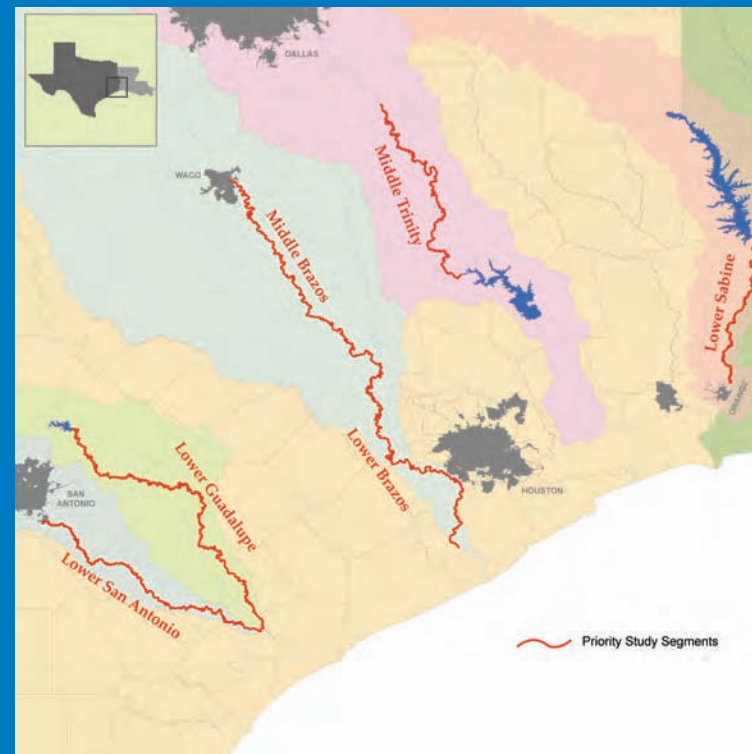 DALLAS
WACO
Middle Trinity
Middle Brazos
Lower Sabine
ORANGE
Lower Guadalupe
Lower Brazos
HOUSTON
SAN
ANTONIO
Lower San Antonio
Priority Study Segments